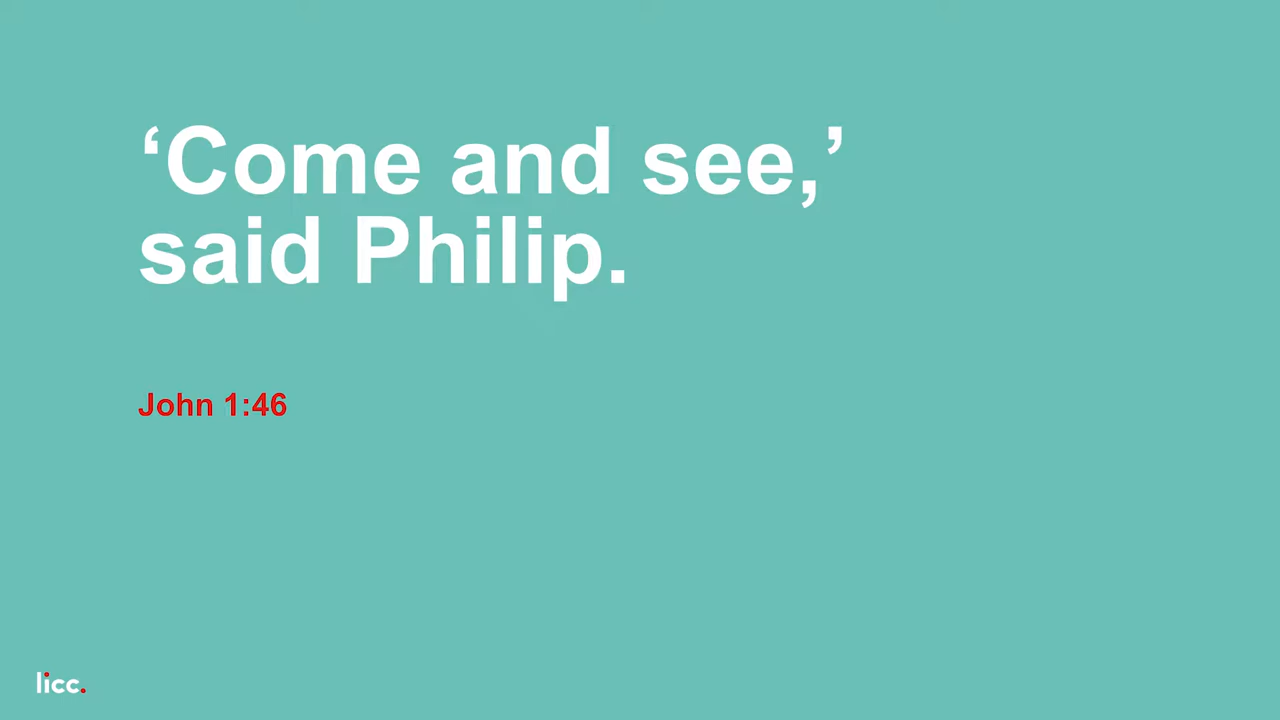 ‘Come and see,’
said Philip.
John 1:46
licc.